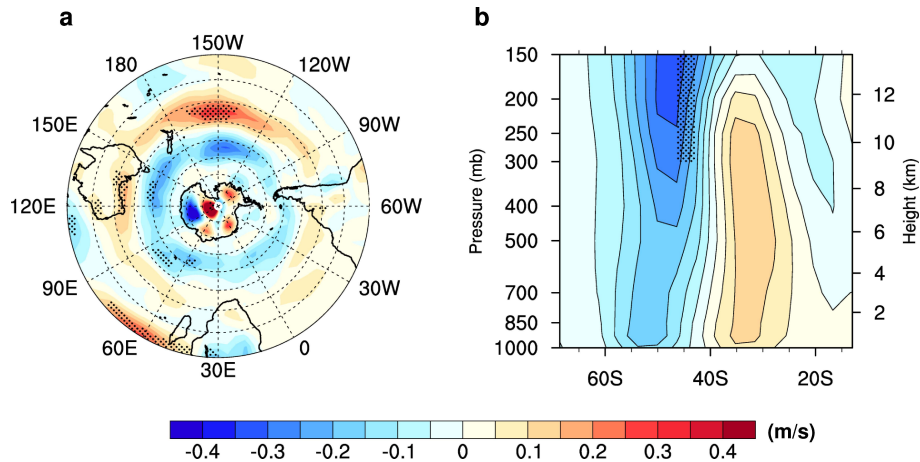 a
150W
180
120W
150E
90W
120E
60W
90E
30W
60E
0
30E
b
Pressure (mb)
150
200
250
300
400
500
700
850
1000
60S
40S
20S
12
10
8
6
4
2
Height (km)
-0.4
-0.3
-0.2
-0.1
0
0.1
0.2
0.3
0.4
(m/s)